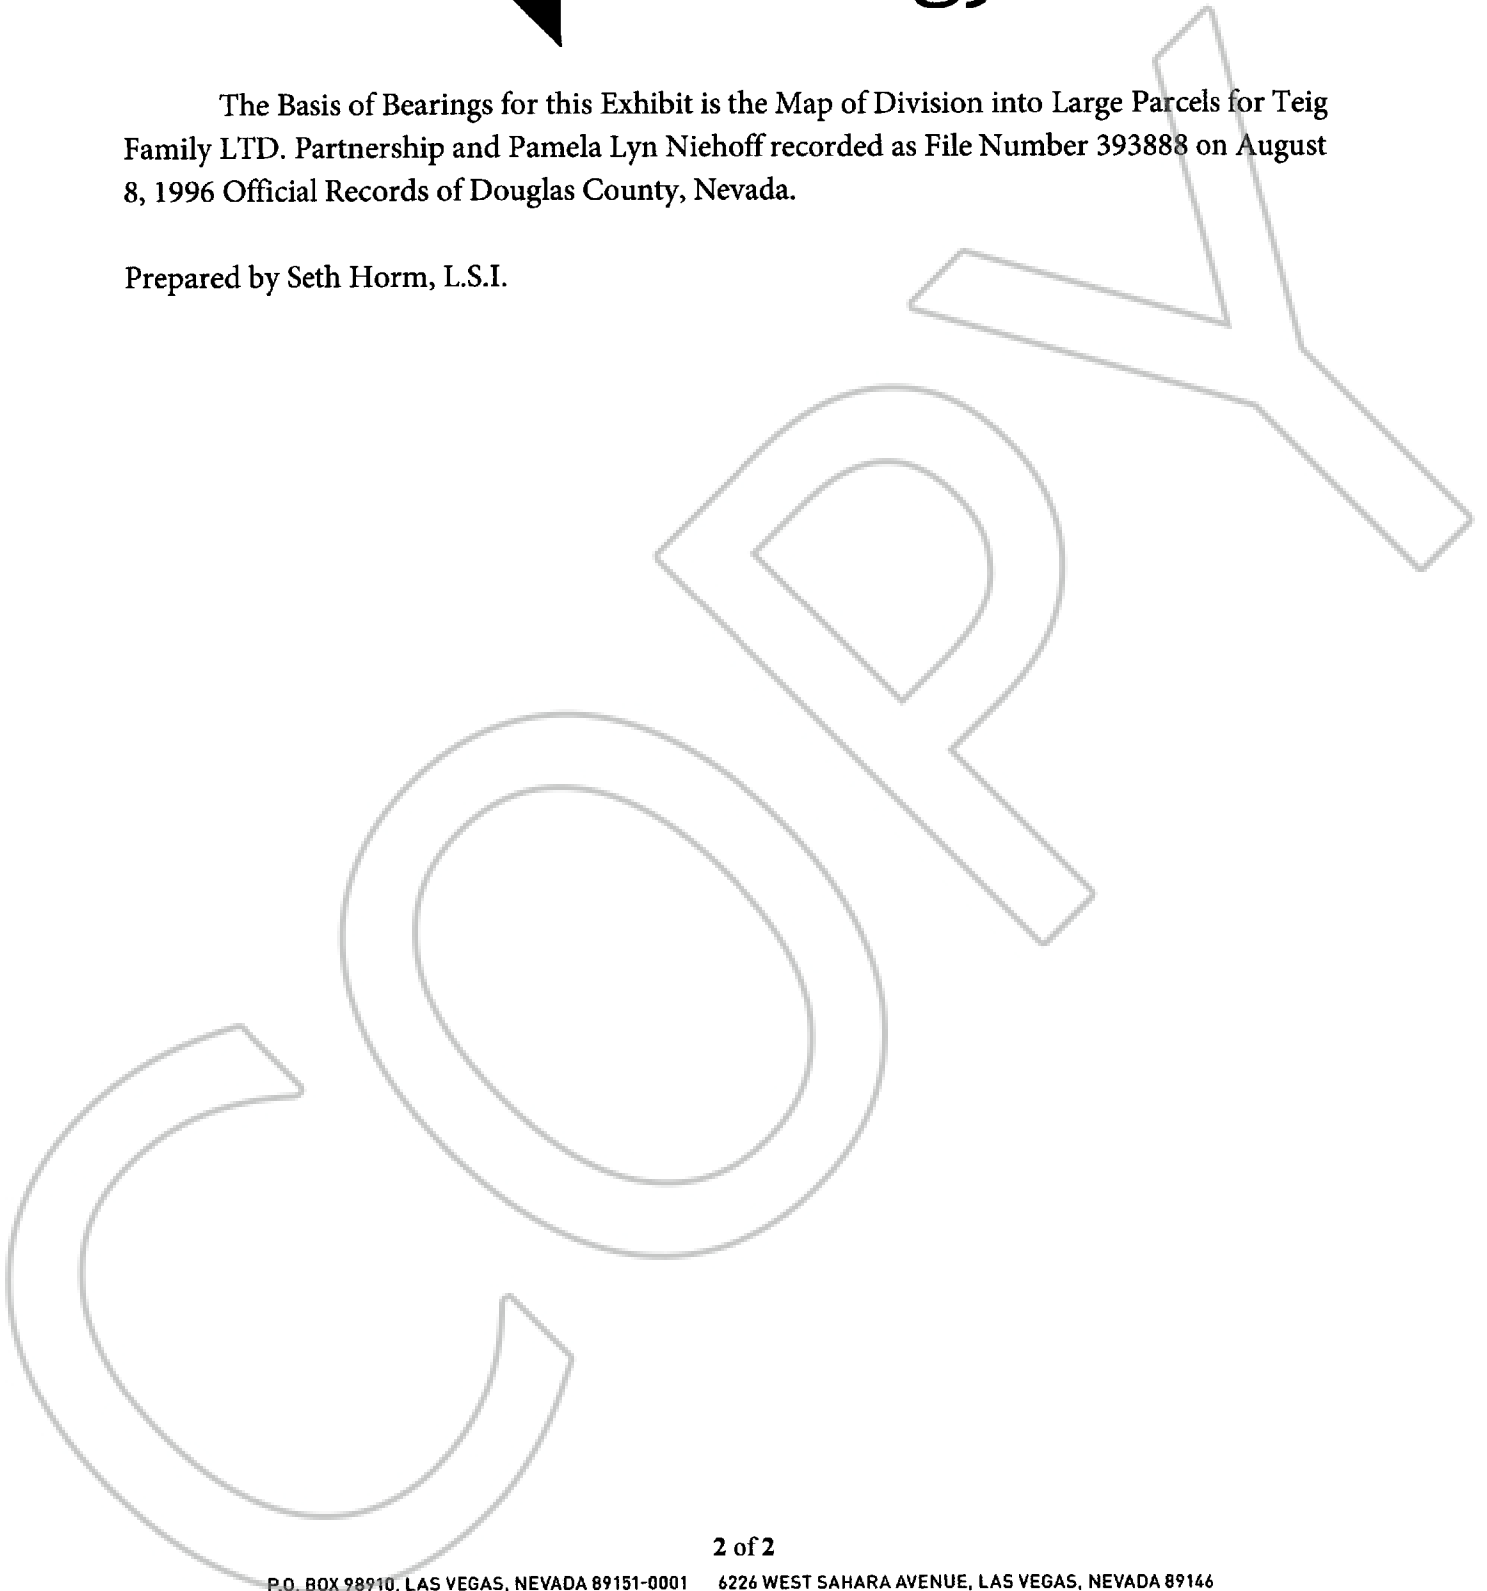 The Basis of Bearings for this Exhibit is the Map of Division into Large Parcels for Teig
Family LTD. Partnership and Pamela Lyn Niehoff recorded as File Number 393888 on August
8, 1996 Official Records of Douglas County, Nevada.
Prepared by Seth Horm, L.S.I.
COPY
2 of 2
P.O. BOX 98910, LAS VEGAS, NEVADA 89151-0001 6226 WEST SAHARA AVENUE, LAS VEGAS, NEVADA 89146